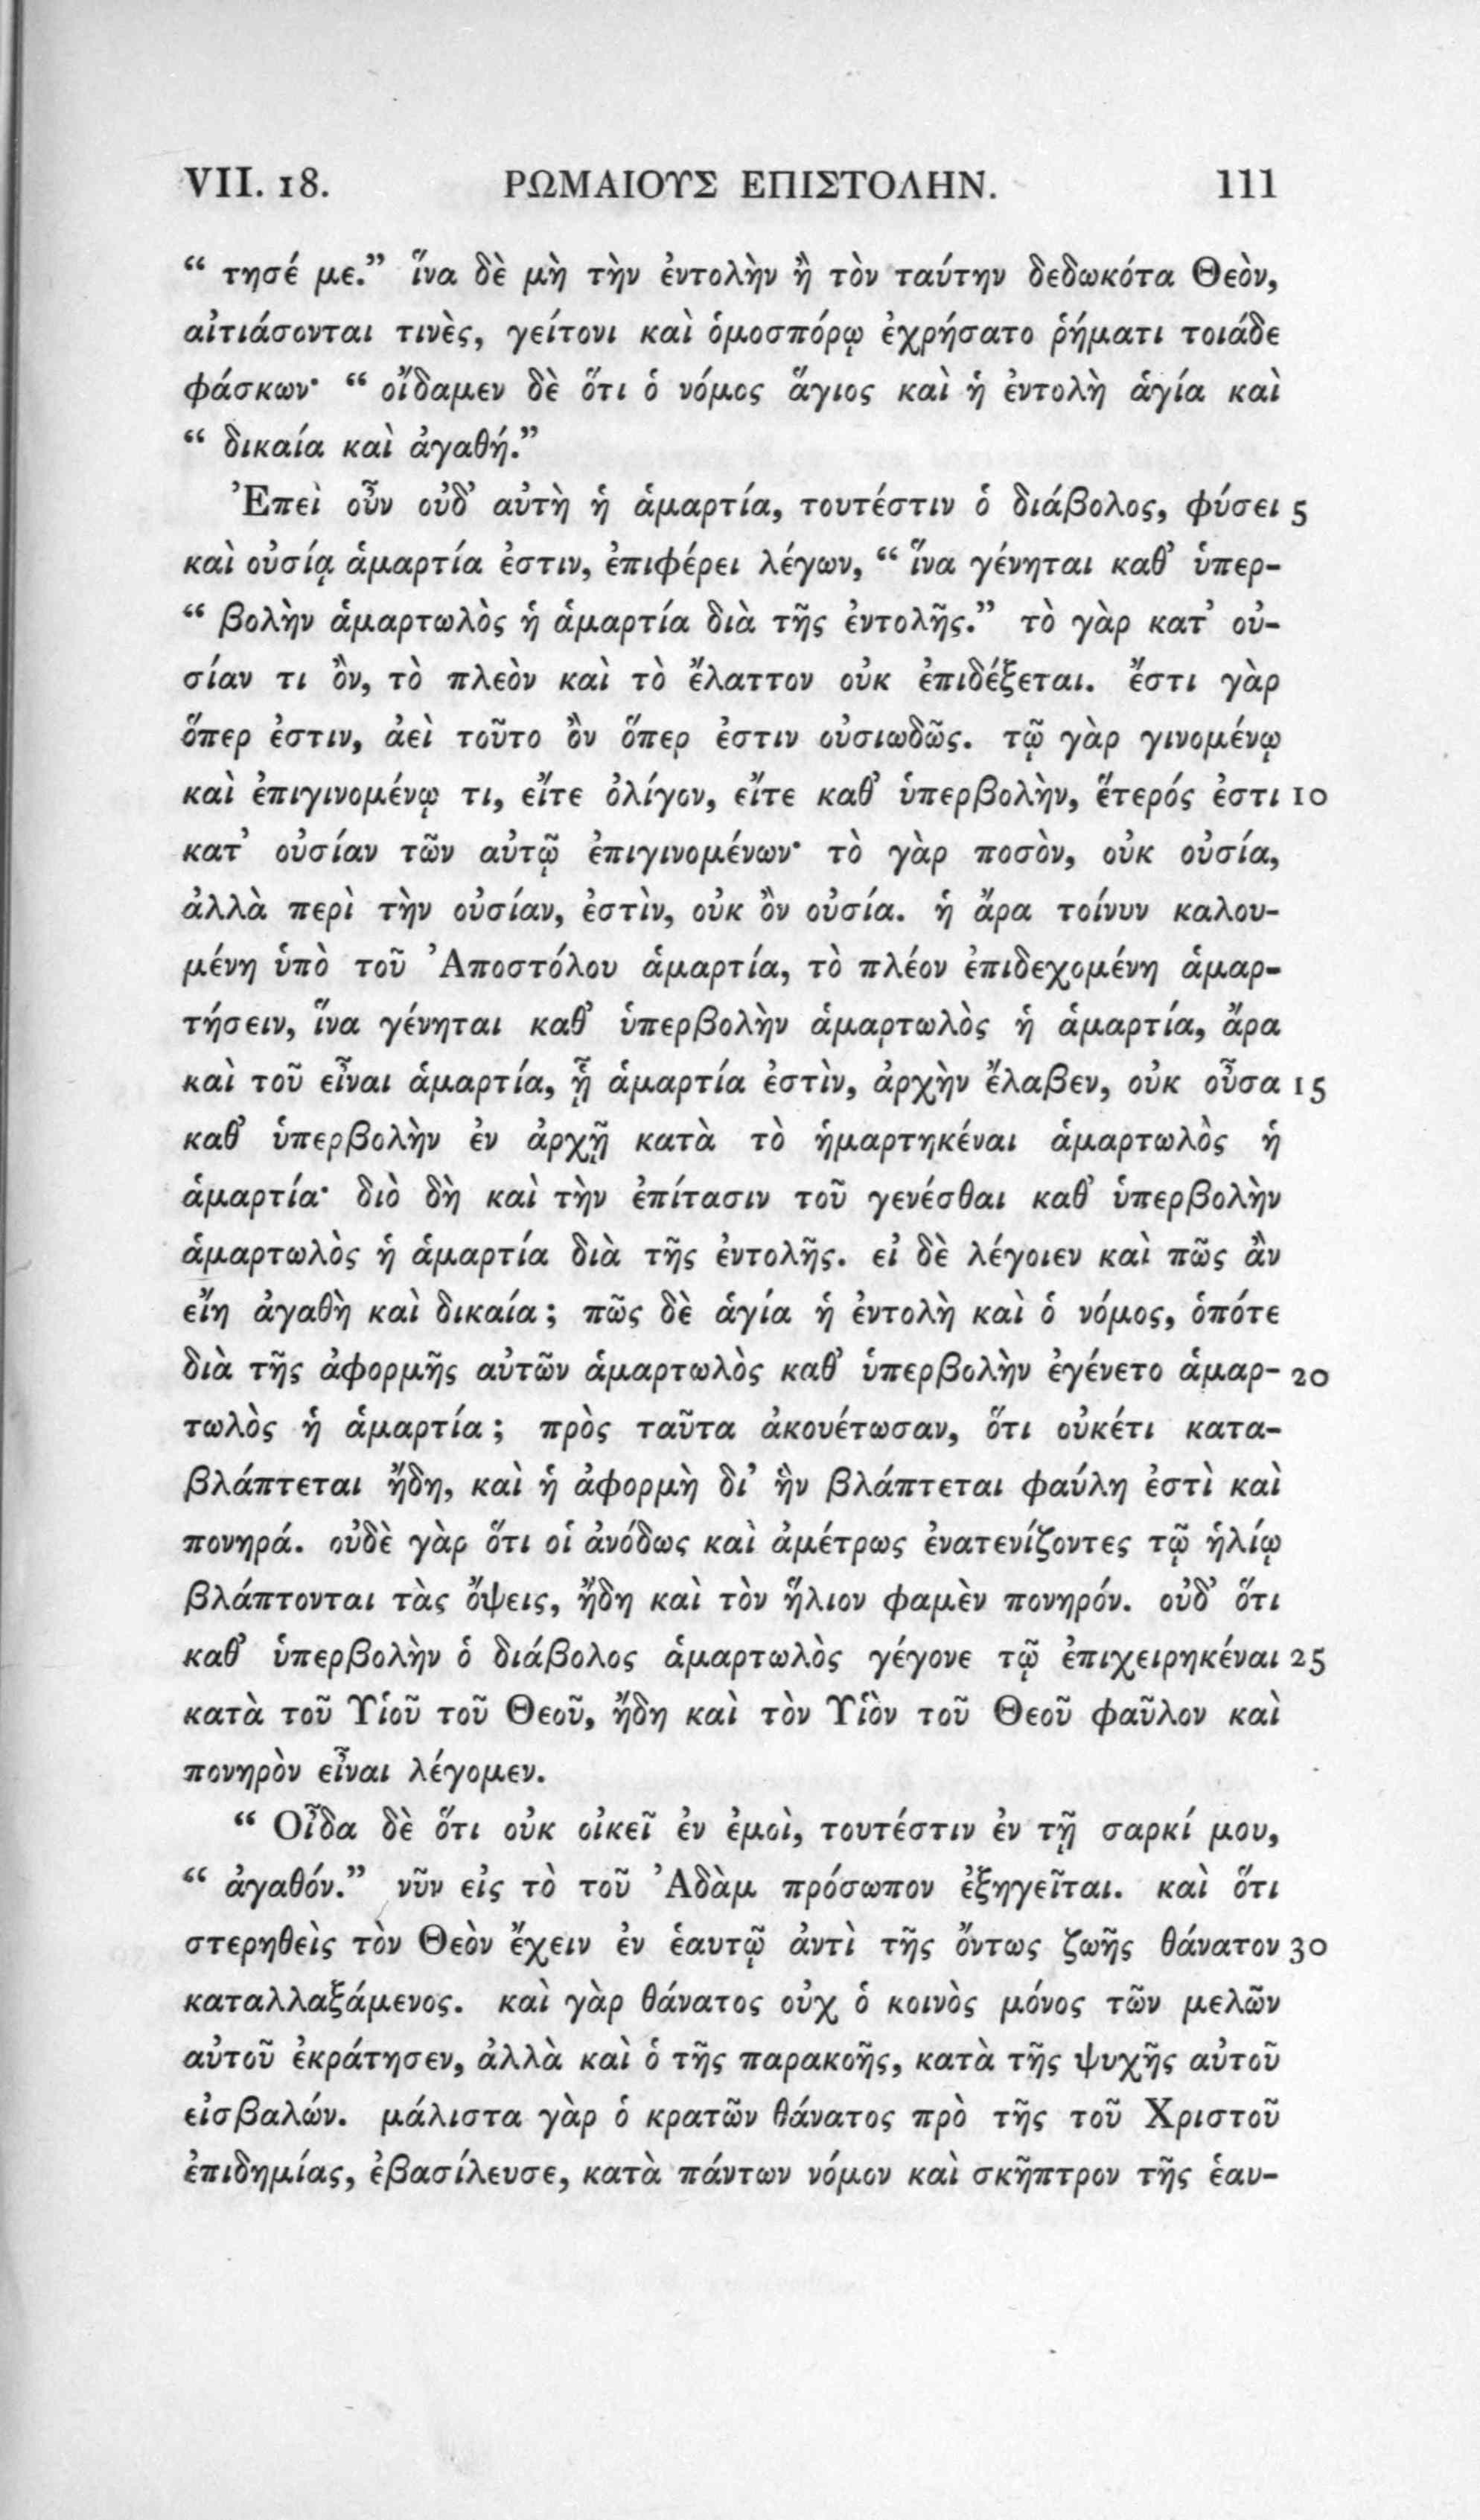 VII. 18. ΡΩΜΑΙΟΥΣ ΕΠΙΣΤΟΛΗΝ. 111
“ τησέ με.” ἵνα δὲ μὴ τὴν ἐντολὴν ἢ τὸν ταύτην δεδωκότα Θεὸν,
αἰτιάσονται τινὲς, γείτονι καὶ ὁμοσπόρῳ ἐχρήσατο ῥήματι τοιάδε
φάσκων· “ οἴδαμεν δὲ ὅτι ὁ νόμος ἅγιος καὶ ἡ ἐντολὴ ἁγία καὶ
“ δικαία καὶ ἀγαθή.”
Ἐπεὶ οὖν οὐδ’ αὐτὴ ἡ ἁμαρτία, τουτέστιν ὁ διάβολος, φύσει 5
καὶ οὐσίᾳ ἁμαρτία ἐστιν, ἐπιφέρει λέγων, “ ἵνα γένηται καθ’ ὑπερ-
“ βολὴν ἁμαρτωλὸς ἡ ἁμαρτία διὰ τῆς ἐντολῆς.” τὸ γὰρ κατ’ οὐ-
σίαν τι ὂν, τὸ πλεὸν καὶ τὸ ἔλαττον οὐκ ἐπιδέξεται. ἔστι γὰρ
ὅπερ ἐστιν, ἀεὶ τοῦτο ὂν ὅπερ ἐστιν οὐσιωδῶς. τῷ γὰρ γινομένῳ
καὶ ἐπιγινομένῳ τι, εἴτε ὀλίγον, εἴτε καθ’ ὑπερβολὴν, ἕτερός ἐστι 10
κατ’ οὐσίαν τῶν αὐτῷ ἐπιγινομένων· τὸ γὰρ ποσὸν, οὐκ οὐσία,
ἀλλὰ περὶ τὴν οὐσίαν, ἐστὶν, οὐκ ὂν οὐσία. ἡ ἄρα τοίνυν καλου-
μένη ὑπὸ τοῦ Ἀποστόλου ἁμαρτία, τὸ πλέον ἐπιδεχομένη ἁμαρ-
τήσειν, ἵνα γένηται καθ’ ὑπερβολὴν ἁμαρτωλὸς ἡ ἁμαρτία, ἄρα
καὶ τοῦ εἶναι ἁμαρτία, ᾗ ἁμαρτία ἐστὶν, ἀρχὴν ἔλαβεν, οὐκ οὖσα 15
καθ’ ὑπερβολὴν ἐν ἀρχῇ κατὰ τὸ ἡμαρτηκέναι ἁμαρτωλὸς ἡ
ἁμαρτία· διὸ δὴ καὶ τὴν ἐπίτασιν τοῦ γενέσθαι καθ’ ὑπερβολὴν
ἁμαρτωλὸς ἡ ἁμαρτία διὰ τῆς ἐντολῆς. εἰ δὲ λέγοιεν καὶ πῶς ἂν
εἴη ἀγαθὴ καὶ δικαία ; πῶς δὲ ἁγία ἡ ἐντολὴ καὶ ὁ νόμος, ὁπότε
διὰ τῆς ἀφορμῆς αὐτῶν ἁμαρτωλὸς καθ’ ὑπερβολὴν ἐγένετο ἁμαρ- 20
τωλὸς ἡ ἁμαρτία ; πρὸς ταῦτα ἀκουέτωσαν, ὅτι οὐκέτι κατα-
βλάπτεται ἤδη, καὶ ἡ ἀφορμὴ δι’ ἣν βλάπτεται φαύλη ἐστὶ καὶ
πονηρά. οὐδὲ γὰρ ὅτι οἱ ἀνόδως καὶ ἀμέτρως ἐνατενίζοντες τῷ ἡλίῳ
βλάπτονται τὰς ὄψεις, ἤδη καὶ τὸν ἥλιον φαμὲν πονηρόν. οὐδ’ ὅτι
καθ’ ὑπερβολὴν ὁ διάβολος ἁμαρτωλὸς γέγονε τῷ ἐπιχειρηκέναι 25
κατὰ τοῦ Υἱοῦ τοῦ Θεοῦ, ἤδη καὶ τὸν Υἱὸν τοῦ Θεοῦ φαῦλον καὶ
πονηρὸν εἶναι λέγομεν.
“ Οἶδα δὲ ὅτι οὐκ οἰκεῖ ἐν ἐμοὶ, τουτέστιν ἐν τῇ σαρκί μου,
“ ἀγαθόν.” νῦν εἰς τὸ τοῦ Ἀδὰμ πρόσωπον ἐξηγεῖται. καὶ ὅτι
στερηθεὶς τὸν Θεὸν ἔχειν ἐν ἑαυτῷ ἀντὶ τῆς ὄντως ζωῆς θάνατον 30
καταλλαξάμενος. καὶ γὰρ θάνατος οὐχ ὁ κοινὸς μόνος τῶν μελῶν
αὐτοῦ ἐκράτησεν, ἀλλὰ καὶ ὁ τῆς παρακοῆς, κατὰ τῆς ψυχῆς αὐτοῦ
εἰσβαλών. μάλιστα γὰρ ὁ κρατῶν θάνατος πρὸ τῆς τοῦ Χριστοῦ
ἐπιδημίας, ἐβασίλευσε, κατὰ πάντων νόμον καὶ σκῆπτρον τῆς ἑαυ-